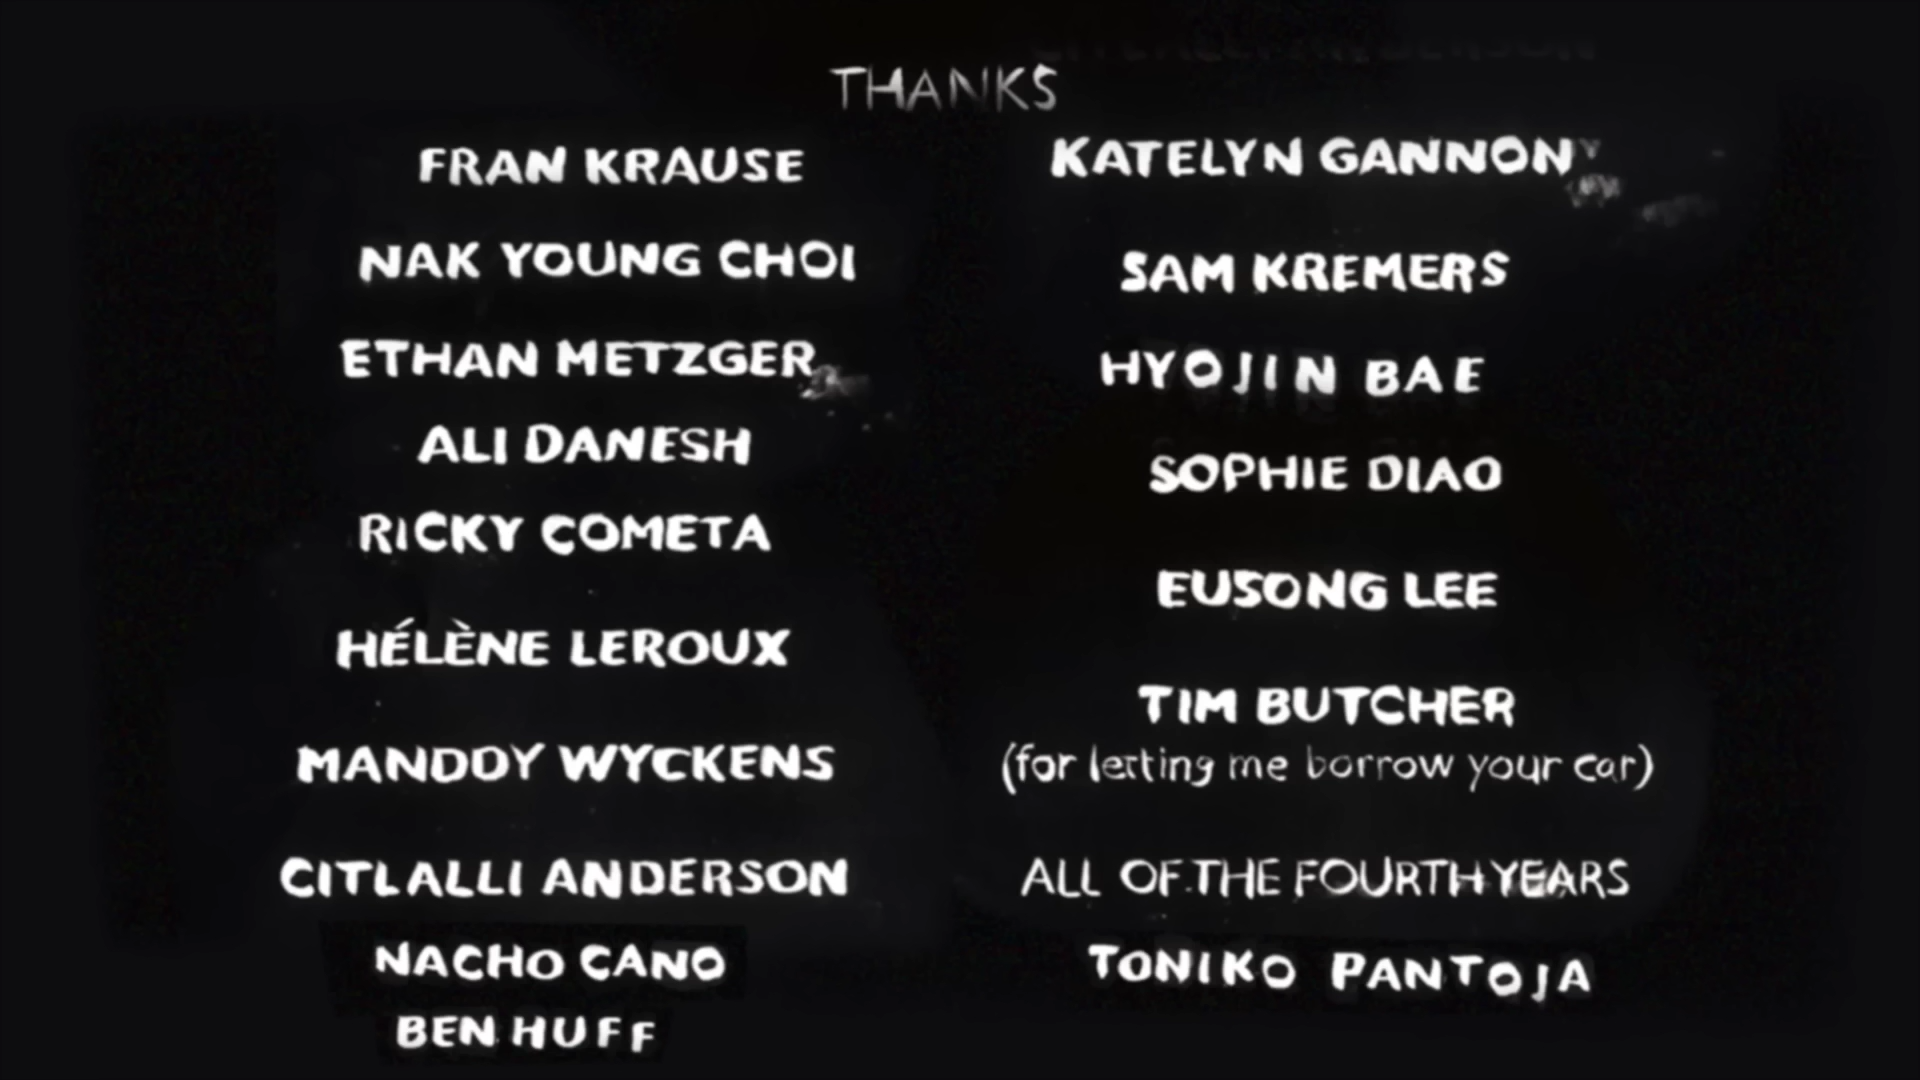 THANKS
FRAN KRAUSE
NAK YOUNG CHOI
ETHAN METZGER
ALI DANESH
RICKY COMETA
HÉLÈNE LEROUX
MANDDY WYCKENS
CITLALLI ANDERSON
NACHO CANO
BEN HUFF
KATELYN GANNON
SAM KREMERS
HYOJIN BAE
SOPHIE DIAO
EUSONG LEE
TIM BUTCHER
(for letting me borrow your car)
ALL OF THE FOURTH YEARS
TONIKO PANTOJA